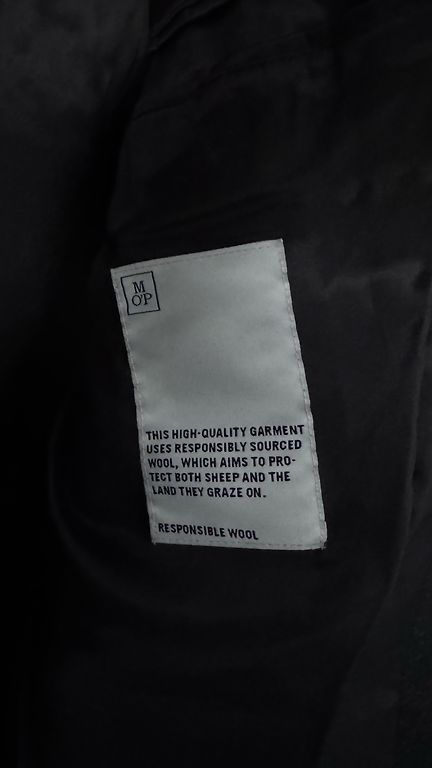 M
O'P
THIS HIGH-QUALITY GARMENT
USES RESPONSIBLY SOURCED
WOOL, WHICH AIMS TO PRO-
TECT BOTH SHEEP AND THE
LAND THEY GRAZE ON.
RESPONSIBLE WOOL